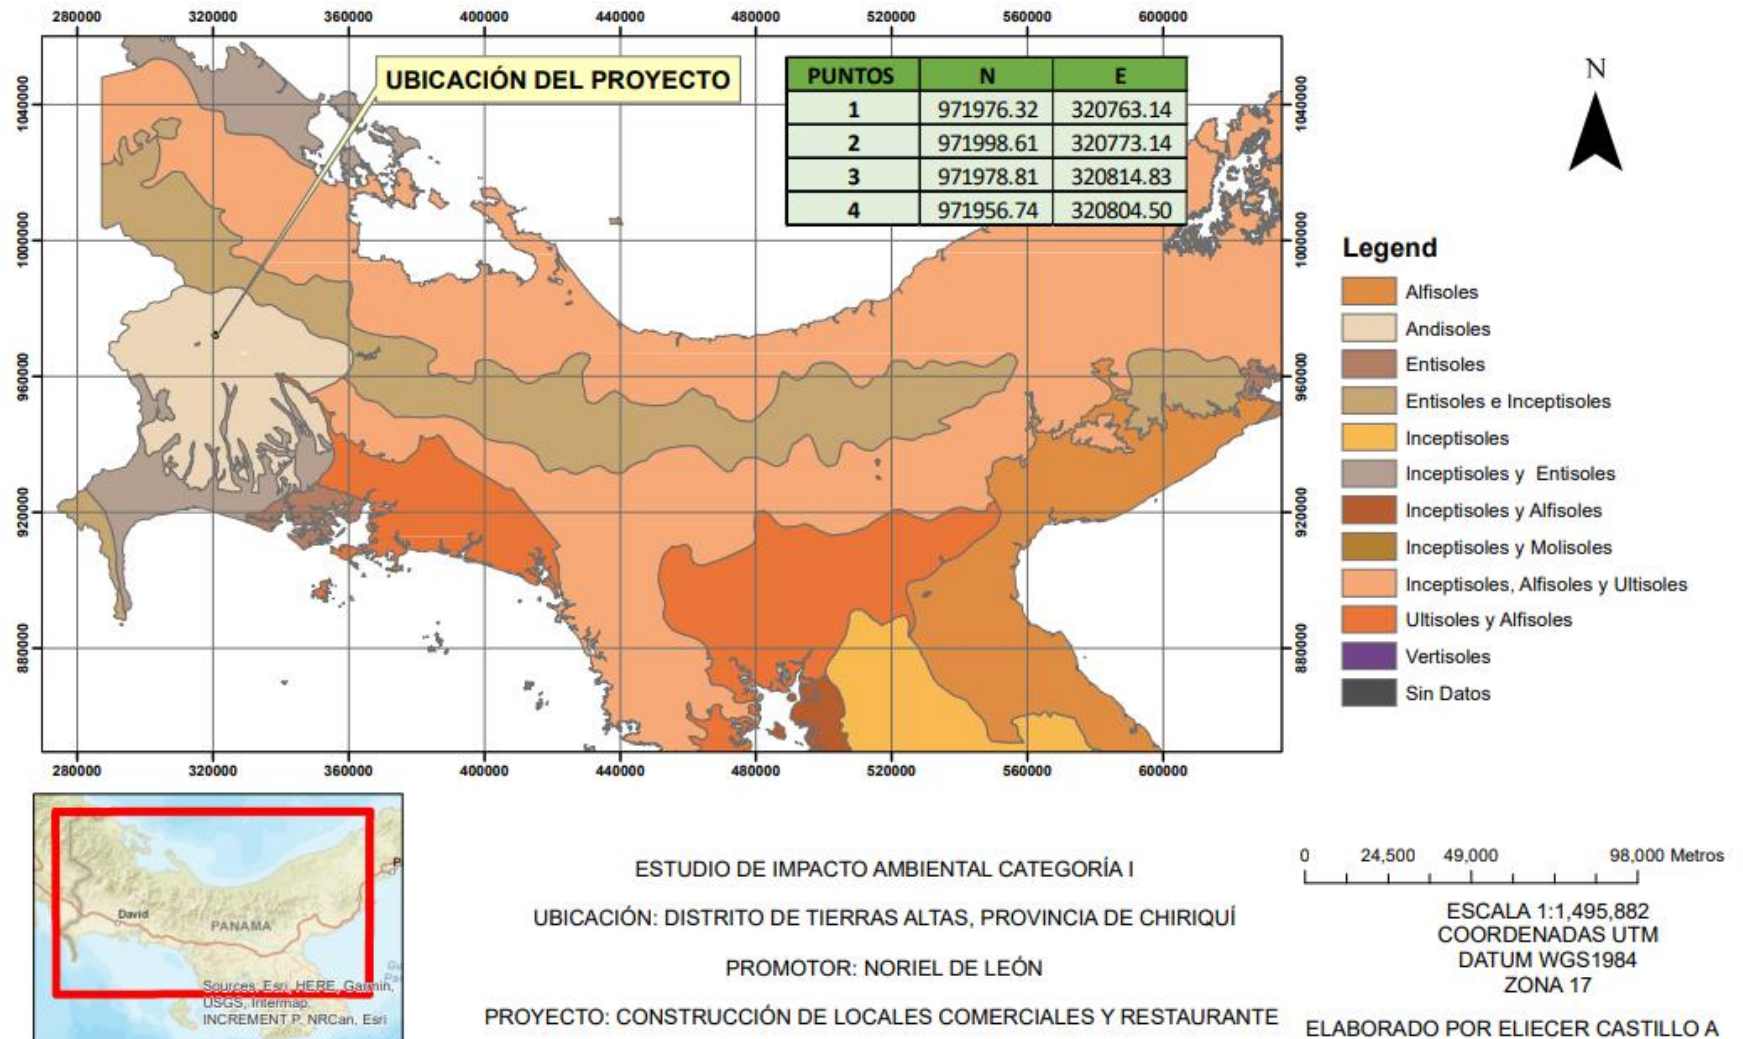 280000 320000 360000 400000 440000 480000 520000 560000 600000
1040000 1000000 960000 920000 880000
UBICACIÓN DEL PROYECTO
PUNTOS N E
1 971976.32 320763.14
2 971998.61 320773.14
3 971978.81 320814.83
4 971956.74 320804.50
1040000 1000000 960000 920000 880000
280000 320000 360000 400000 440000 480000 520000 560000 600000
N
Legend
Alfisoles
Andisoles
Entisoles
Entisoles e Inceptisoles
Inceptisoles
Inceptisoles y Entisoles
Inceptisoles y Alfisoles
Inceptisoles y Molisoles
Inceptisoles, Alfisoles y Ultisoles
Ultisoles y Alfisoles
Vertisoles
Sin Datos
David
PANAMA
P
Sources: Esri, HERE, Garmin,
USGS, Intermap,
INCREMENT P, NRCan, Esri
ESTUDIO DE IMPACTO AMBIENTAL CATEGORÍA I
UBICACIÓN: DISTRITO DE TIERRAS ALTAS, PROVINCIA DE CHIRIQUÍ
PROMOTOR: NORIEL DE LEÓN
PROYECTO: CONSTRUCCIÓN DE LOCALES COMERCIALES Y RESTAURANTE
0 24,500 49,000 98,000 Metros
ESCALA 1:1,495,882
COORDENADAS UTM
DATUM WGS1984
ZONA 17
ELABORADO POR ELIECER CASTILLO A